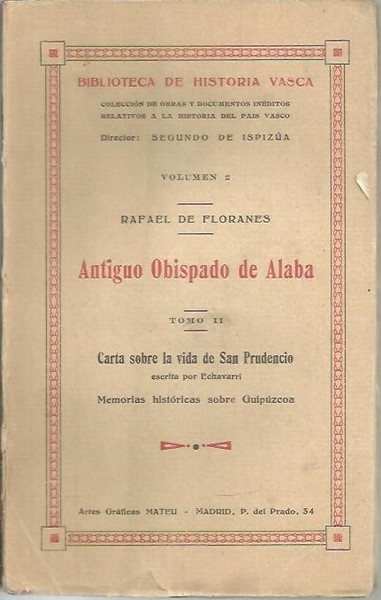 BIBLIOTECA DE HISTORIA VASCA
COLECCIÓN DE OBRAS Y DOCUMENTOS INÉDITOS
RELATIVOS A LA HISTORIA DEL PAIS VASCO
Director: SEGUNDO DE ISPIZÚA
VOLUMEN 2
RAFAEL DE FLORANES
Antiguo Obispado de Alaba
TOMO II
Carta sobre la vida de San Prudencio
escrita por Echavarri
Memorias históricas sobre Guipúzcoa
Artes Gráficas MATEU - MADRID, P. del Prado, 34